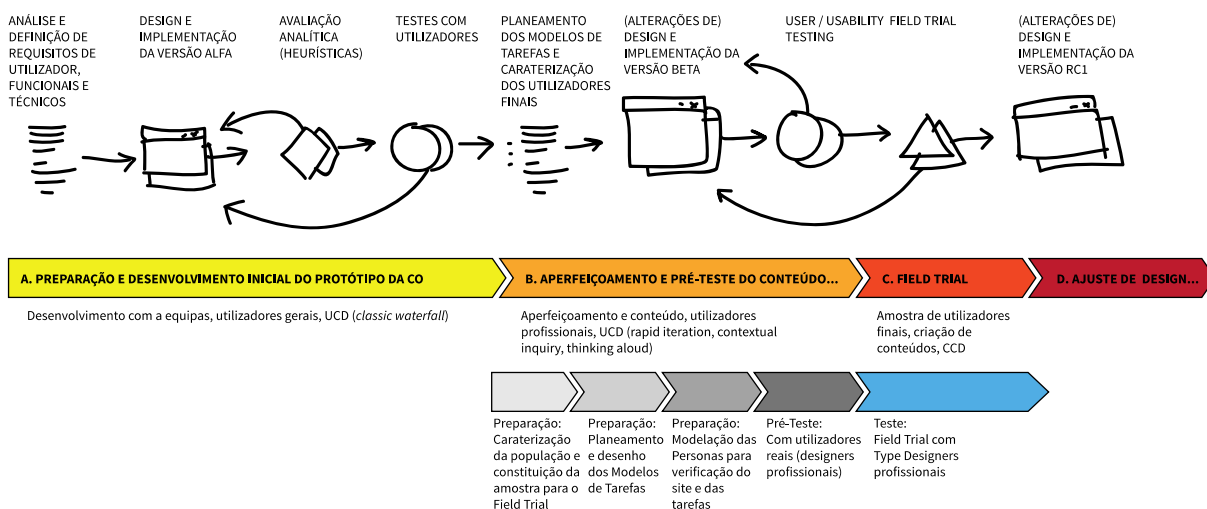 ANÁLISE E
DEFINIÇÃO DE
REQUISITOS DE
UTILIZADOR,
FUNCIONAIS E
TÉCNICOS
DESIGN E
IMPLEMENTAÇÃO
DA VERSÃO ALFA
AVALIAÇÃO
ANALÍTICA
(HEURÍSTICAS)
TESTES COM
UTILIZADORES
PLANEAMENTO
DOS MODELOS DE
TAREFAS E
CARATERIZAÇÃO
DOS UTILIZADORES
FINAIS
(ALTERAÇÕES DE)
DESIGN E
IMPLEMENTAÇÃO DA
VERSÃO BETA
USER / USABILITY FIELD TRIAL
TESTING
(ALTERAÇÕES DE)
DESIGN E
IMPLEMENTAÇÃO DA
VERSÃO RC1
A. PREPARAÇÃO E DESENVOLVIMENTO INICIAL DO PROTÓTIPO DA CO
B. APERFEIÇOAMENTO E PRÉ-TESTE DO CONTEÚDO...
C. FIELD TRIAL
D. AJUSTE DE DESIGN...
Desenvolvimento com a equipas, utilizadores gerais, UCD (classic waterfall)
Aperfeiçoamento e conteúdo, utilizadores
profissionais, UCD (rapid iteration, contextual
inquiry, thinking aloud)
Amostra de utilizadores
finais, criação de
conteúdos, CCD
Preparação:
Caraterização
da população e
constituição da
amostra para o
Field Trial
Preparação:
Planeamento
e desenho
dos Modelos
de Tarefas
Preparação:
Modelação das
Personas para
verificação do
site e das
tarefas
Pré-Teste:
Com utilizadores
reais (designers
profissionais)
Teste:
Field Trial com
Type Designers
profissionais